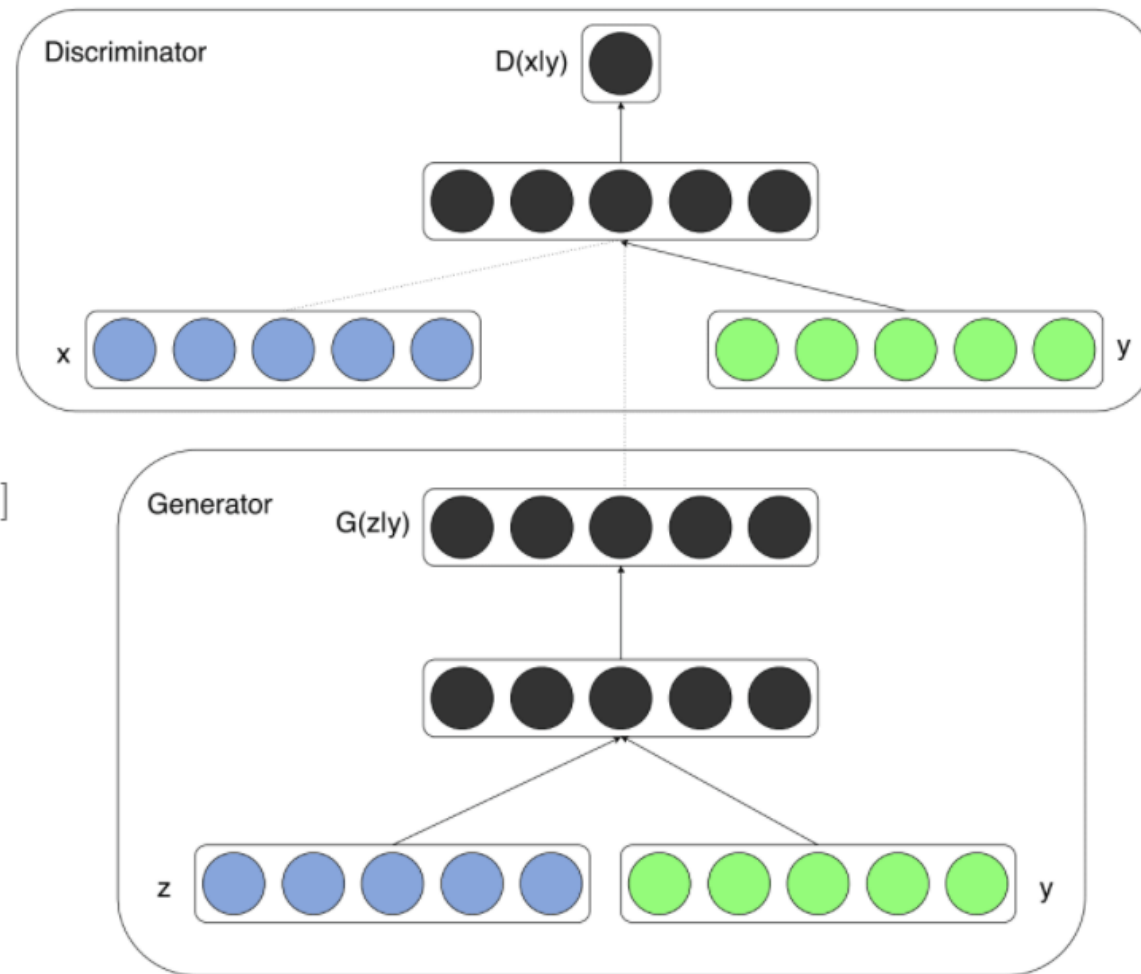 Discriminator
D(x|y)
x
y
]
Generator
G(z|y)
z
y